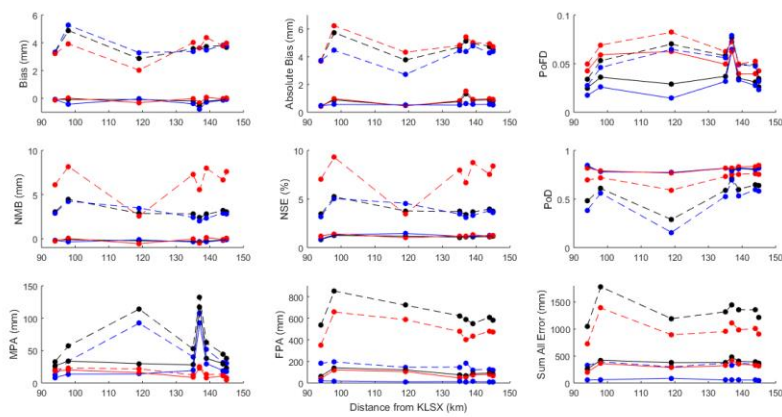 Bias (mm)
6
4
2
0
90 100 110 120 130 140 150
Absolute Bias (mm)
6
4
2
0
90 100 110 120 130 140 150
PoFD
0.1
0.05
0
90 100 110 120 130 140 150
NMB
10
5
0
90 100 110 120 130 140 150
NSE (%)
10
5
0
90 100 110 120 130 140 150
PoD
1
0.5
0
90 100 110 120 130 140 150
MPA (mm)
150
100
50
0
90 100 110 120 130 140 150
FPA (mm)
800
600
400
200
0
90 100 110 120 130 140 150
Distance from KLSX (km)
Sum All Error (mm)
1500
1000
500
0
90 100 110 120 130 140 150